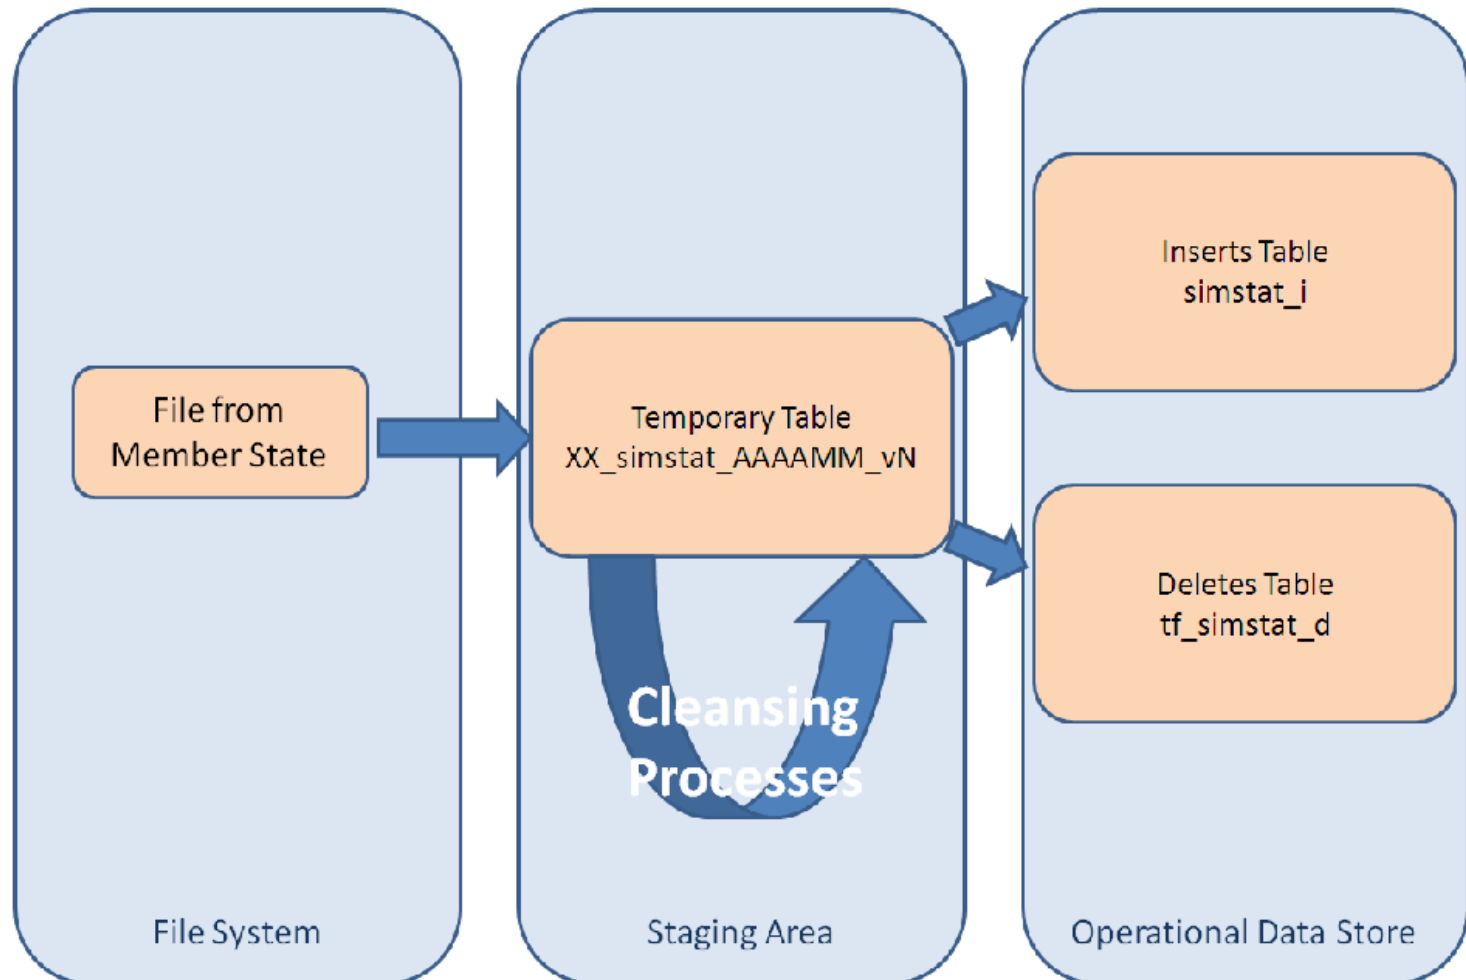 File from
Member State
File System
Temporary Table
XX_simstat_AAAAMM_vN
Cleansing
Processes
Staging Area
Inserts Table
simstat_i
Deletes Table
tf_simstat_d
Operational Data Store